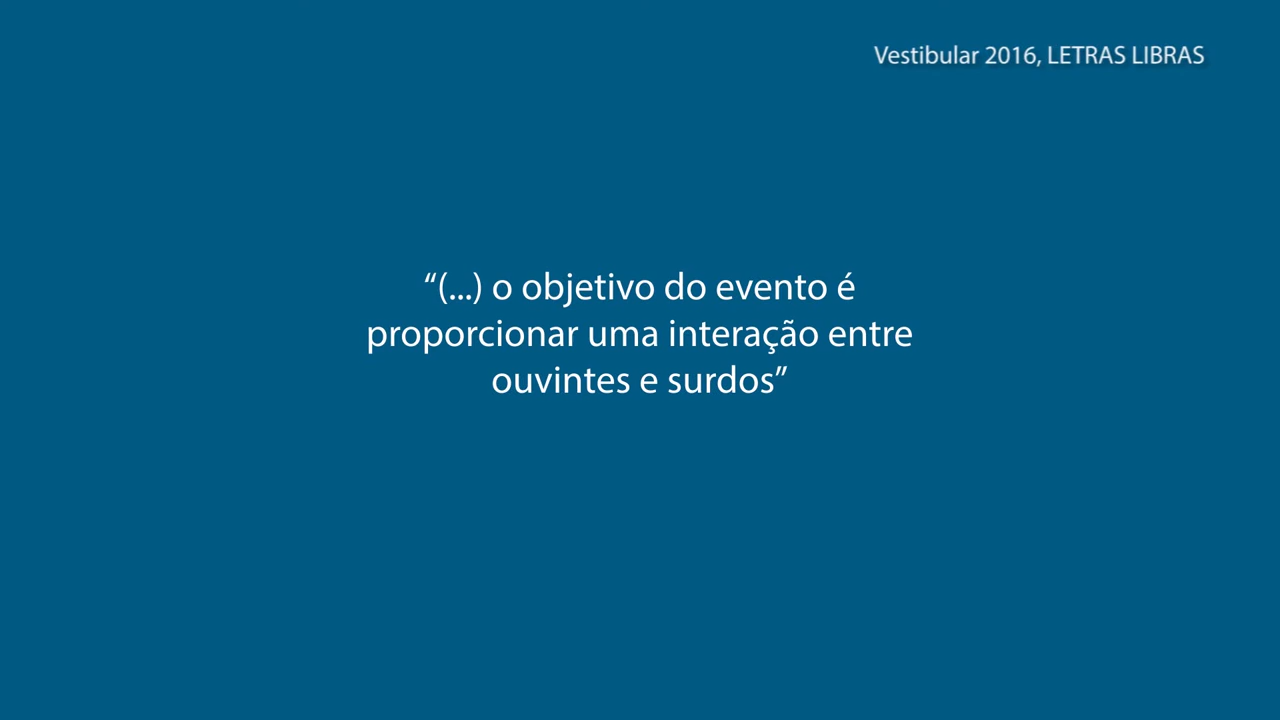 Vestibular 2016, LETRAS LIBRAS
“(...) o objetivo do evento é
proporcionar uma interação entre
ouvintes e surdos”